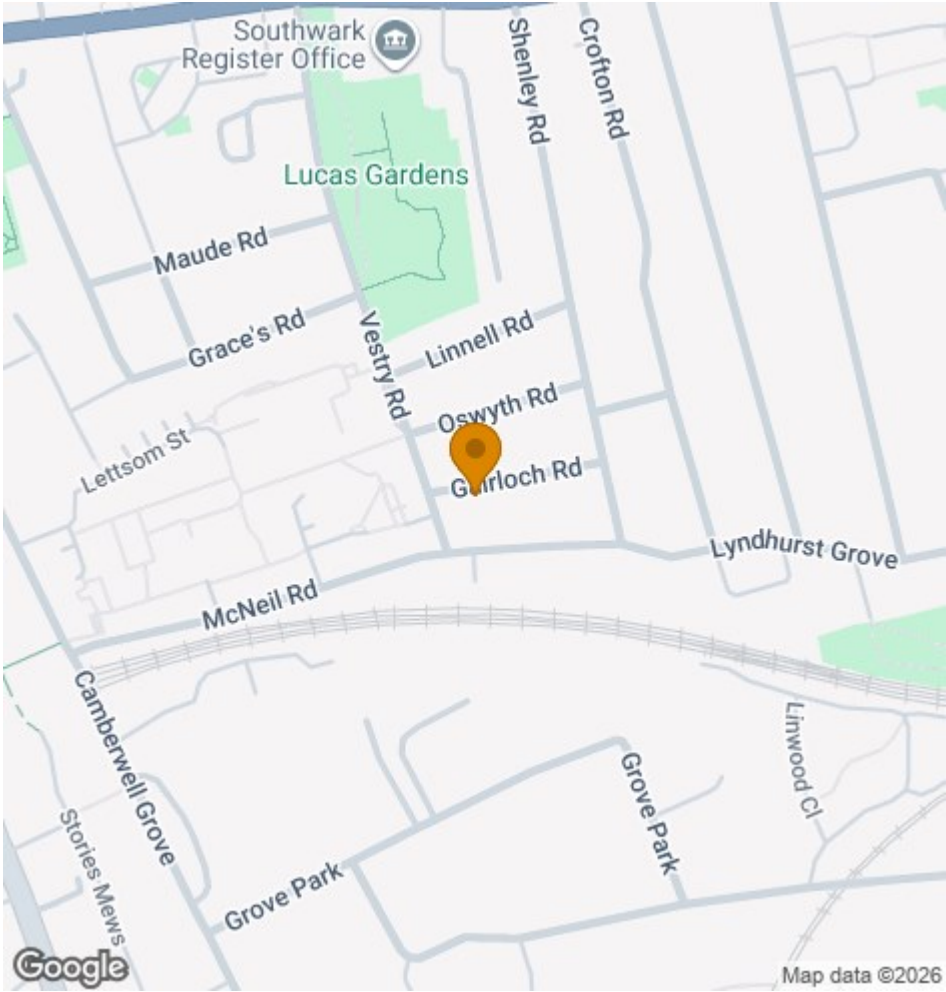 Southwark
Register Office
Shenley Rd
Crofton Rd
Lucas Gardens
Maude Rd
Grace's Rd
Vestry Rd
Linnell Rd
Oswyth Rd
Lettsom St
Gairloch Rd
Lyndhurst Grove
McNeil Rd
Camberwell Grove
Linwood Cl
Grove Park
Stories Mews
Grove Park
Google
Map data ©2026